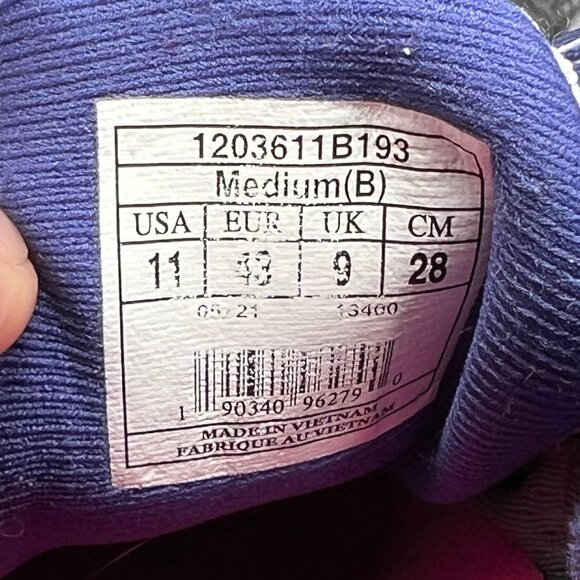 1203611B193
Medium(B)
USA EUR UK CM
11 43 9 28
05/21 13460
1 90340 96279 0
MADE IN VIETNAM
FABRIQUE AU VIETNAM